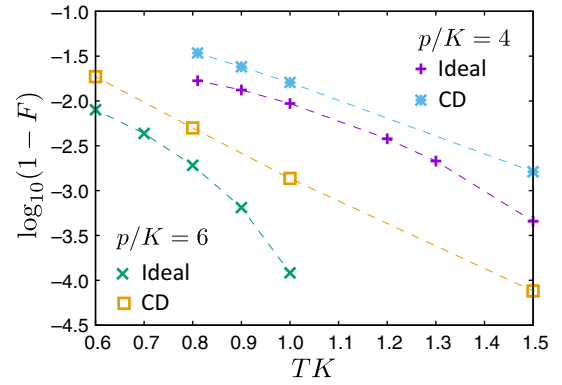 −1.0
−1.5
−2.0
−2.5
−3.0
−3.5
−4.0
−4.5
log₁₀(1 − F)
p/K = 4
Ideal
CD
p/K = 6
Ideal
CD
0.6 0.7 0.8 0.9 1.0 1.1 1.2 1.3 1.4 1.5
TK